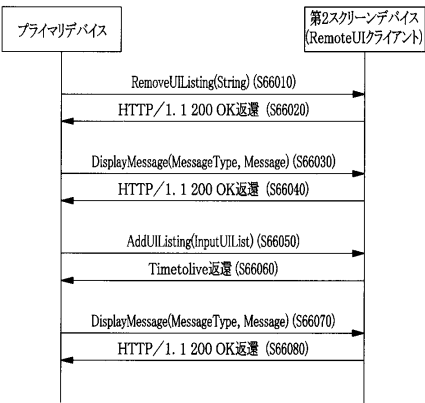 プライマリデバイス
第2スクリーンデバイス
(RemoteUIクライアント)
RemoveUIListing(String) (S66010)
HTTP/1. 1 200 OK返還 (S66020)
DisplayMessage(MessageType, Message) (S66030)
HTTP/1. 1 200 OK返還 (S66040)
AddUIListing(InputUIList) (S66050)
Timetolive返還 (S66060)
DisplayMessage(MessageType, Message) (S66070)
HTTP/1. 1 200 OK返還 (S66080)